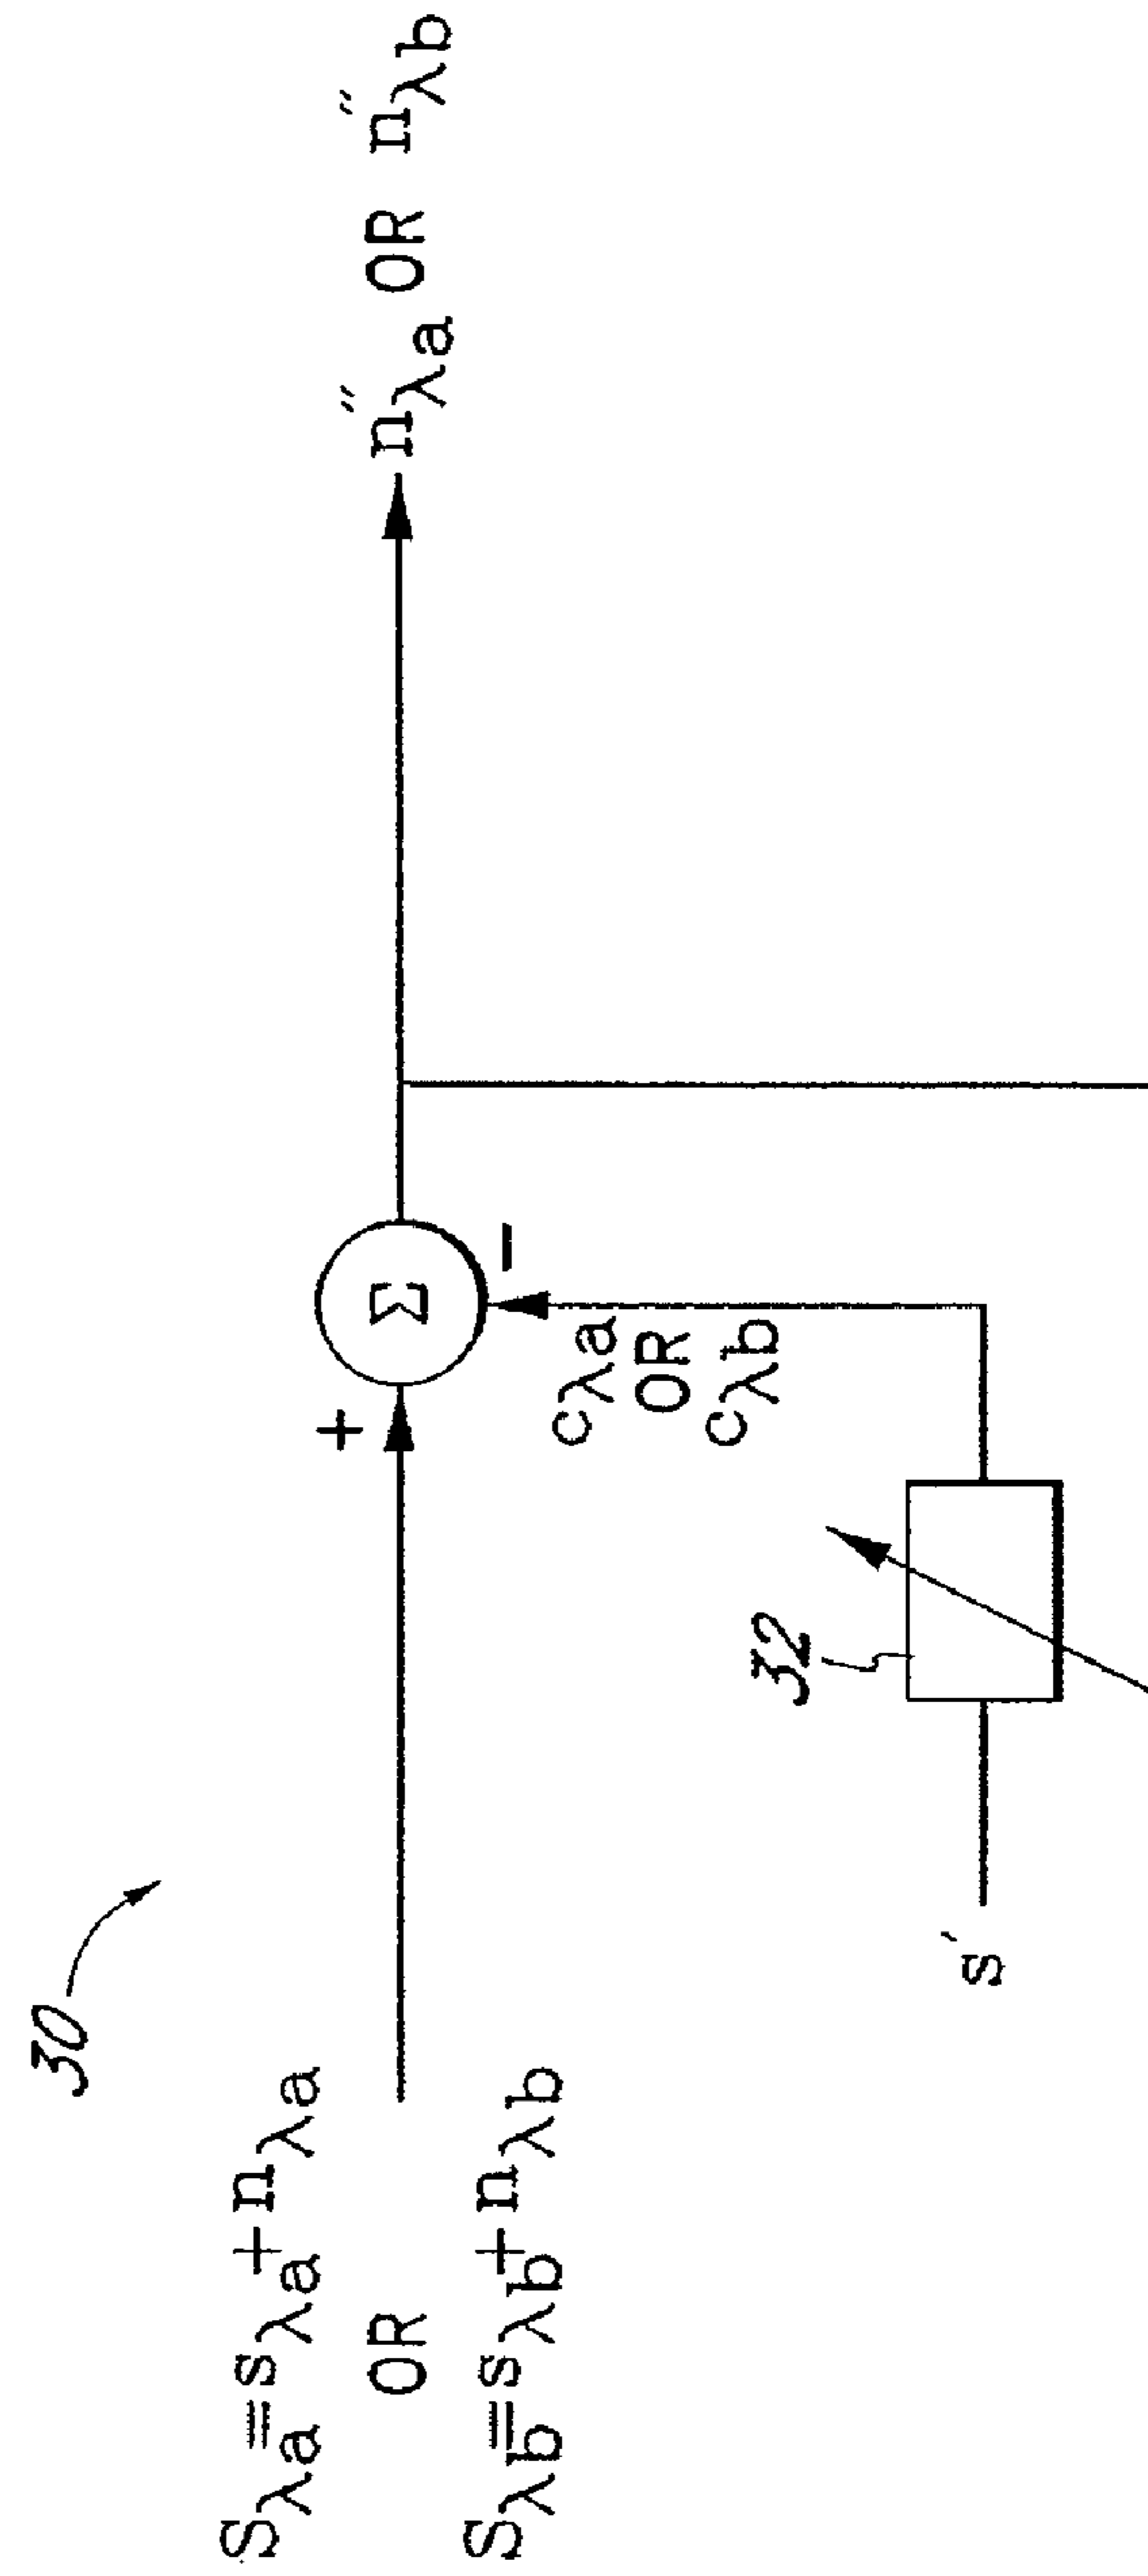 30
S_λa=s_λa+n_λa
OR
S_λb=s_λb+n_λb
+
Σ
−
n″_λa OR n″_λb
c_λa
OR
c_λb
32
s′